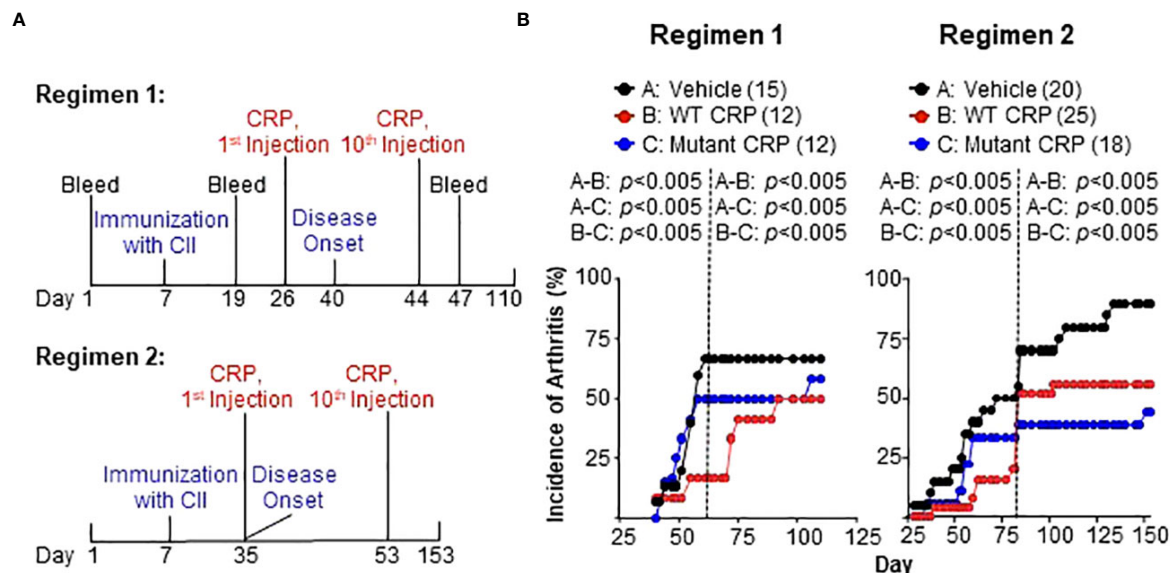 A
Regimen 1:
CRP,
1st Injection
CRP,
10th Injection
Bleed
Bleed
Bleed
Immunization
with CII
Disease
Onset
Day 1 7 19 26 40 44 47 110
Regimen 2:
CRP,
1st Injection
CRP,
10th Injection
Immunization
with CII
Disease
Onset
Day 1 7 35 53 153
B
Regimen 1
A: Vehicle (15)
B: WT CRP (12)
C: Mutant CRP (12)
A-B: p<0.005 A-B: p<0.005
A-C: p<0.005 A-C: p<0.005
B-C: p<0.005 B-C: p<0.005
Regimen 2
A: Vehicle (20)
B: WT CRP (25)
C: Mutant CRP (18)
A-B: p<0.005 A-B: p<0.005
A-C: p<0.005 A-C: p<0.005
B-C: p<0.005 B-C: p<0.005
Incidence of Arthritis (%)
100
75
50
25
25 50 75 100 125
100
75
50
25
25 50 75 100 125 150
Day